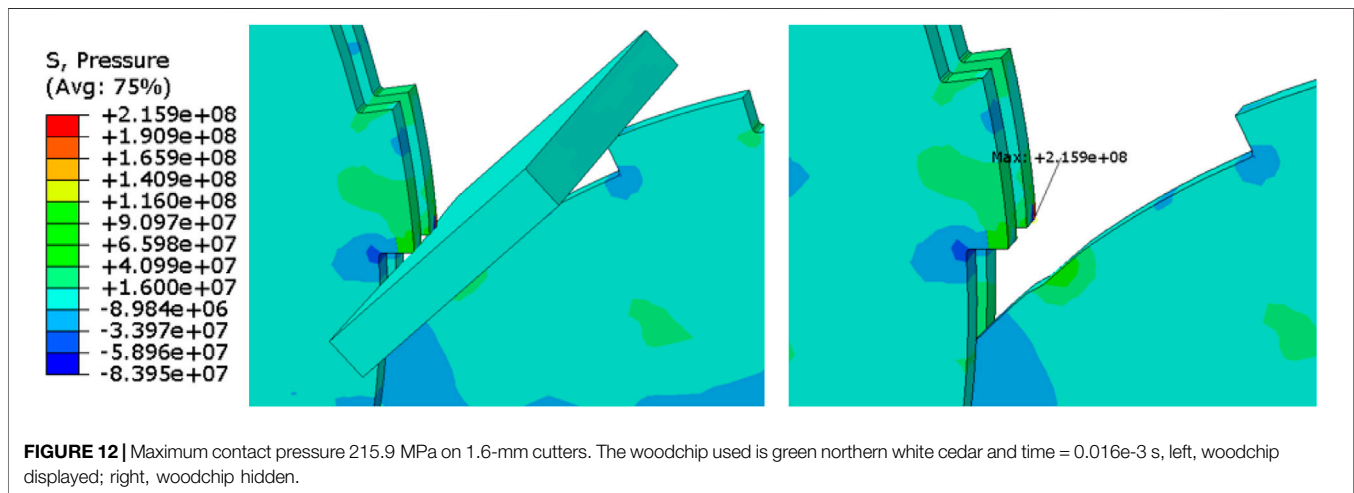 S, Pressure
(Avg: 75%)
+2.159e+08
+1.909e+08
+1.659e+08
+1.409e+08
+1.160e+08
+9.097e+07
+6.598e+07
+4.099e+07
+1.600e+07
-8.984e+06
-3.397e+07
-5.896e+07
-8.395e+07
Max: +2.159e+08
FIGURE 12 | Maximum contact pressure 215.9 MPa on 1.6-mm cutters. The woodchip used is green northern white cedar and time = 0.016e-3 s, left, woodchip
displayed; right, woodchip hidden.